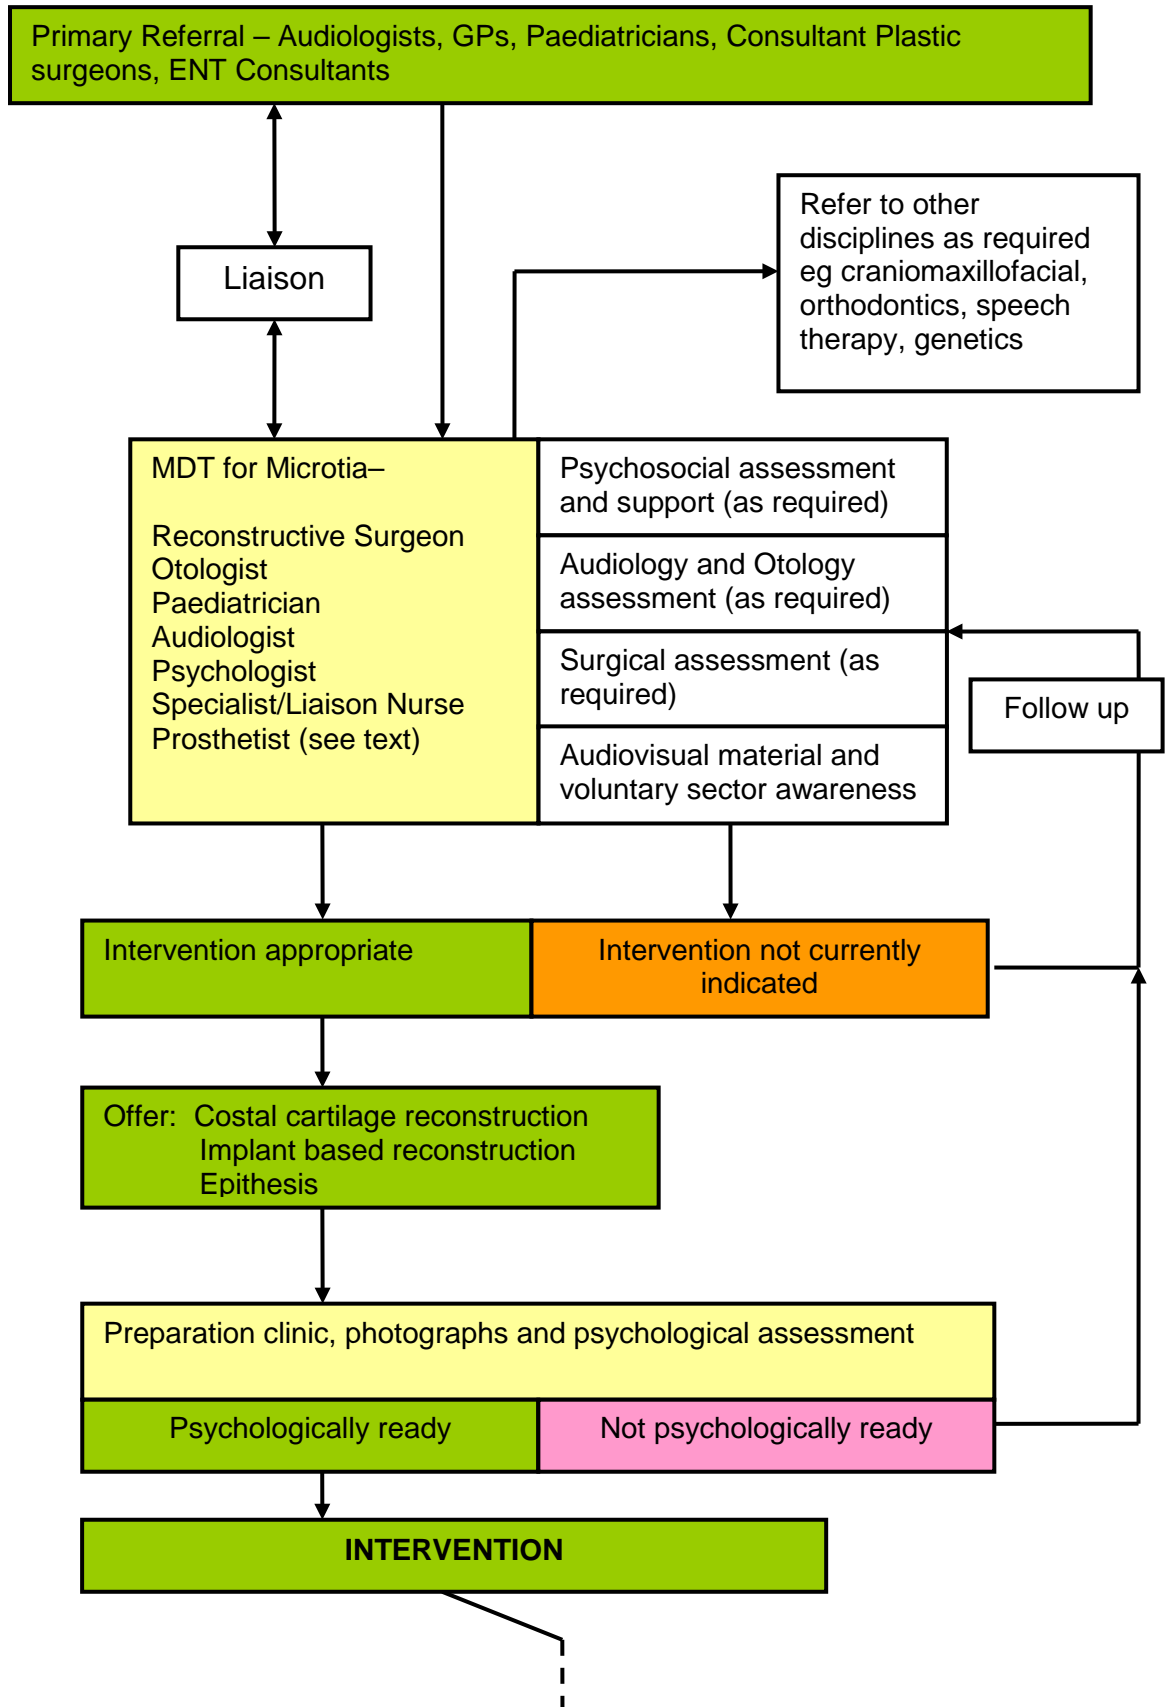 Primary Referral – Audiologists, GPs, Paediatricians, Consultant Plastic
surgeons, ENT Consultants
Refer to other
disciplines as required
eg craniomaxillofacial,
orthodontics, speech
therapy, genetics
Liaison
MDT for Microtia–
Reconstructive Surgeon
Otologist
Paediatrician
Audiologist
Psychologist
Specialist/Liaison Nurse
Prosthetist (see text)
Psychosocial assessment
and support (as required)
Audiology and Otology
assessment (as required)
Surgical assessment (as
required)
Audiovisual material and
voluntary sector awareness
Follow up
Intervention appropriate
Intervention not currently
indicated
Offer: Costal cartilage reconstruction
Implant based reconstruction
Epithesis
Preparation clinic, photographs and psychological assessment
Psychologically ready
Not psychologically ready
INTERVENTION